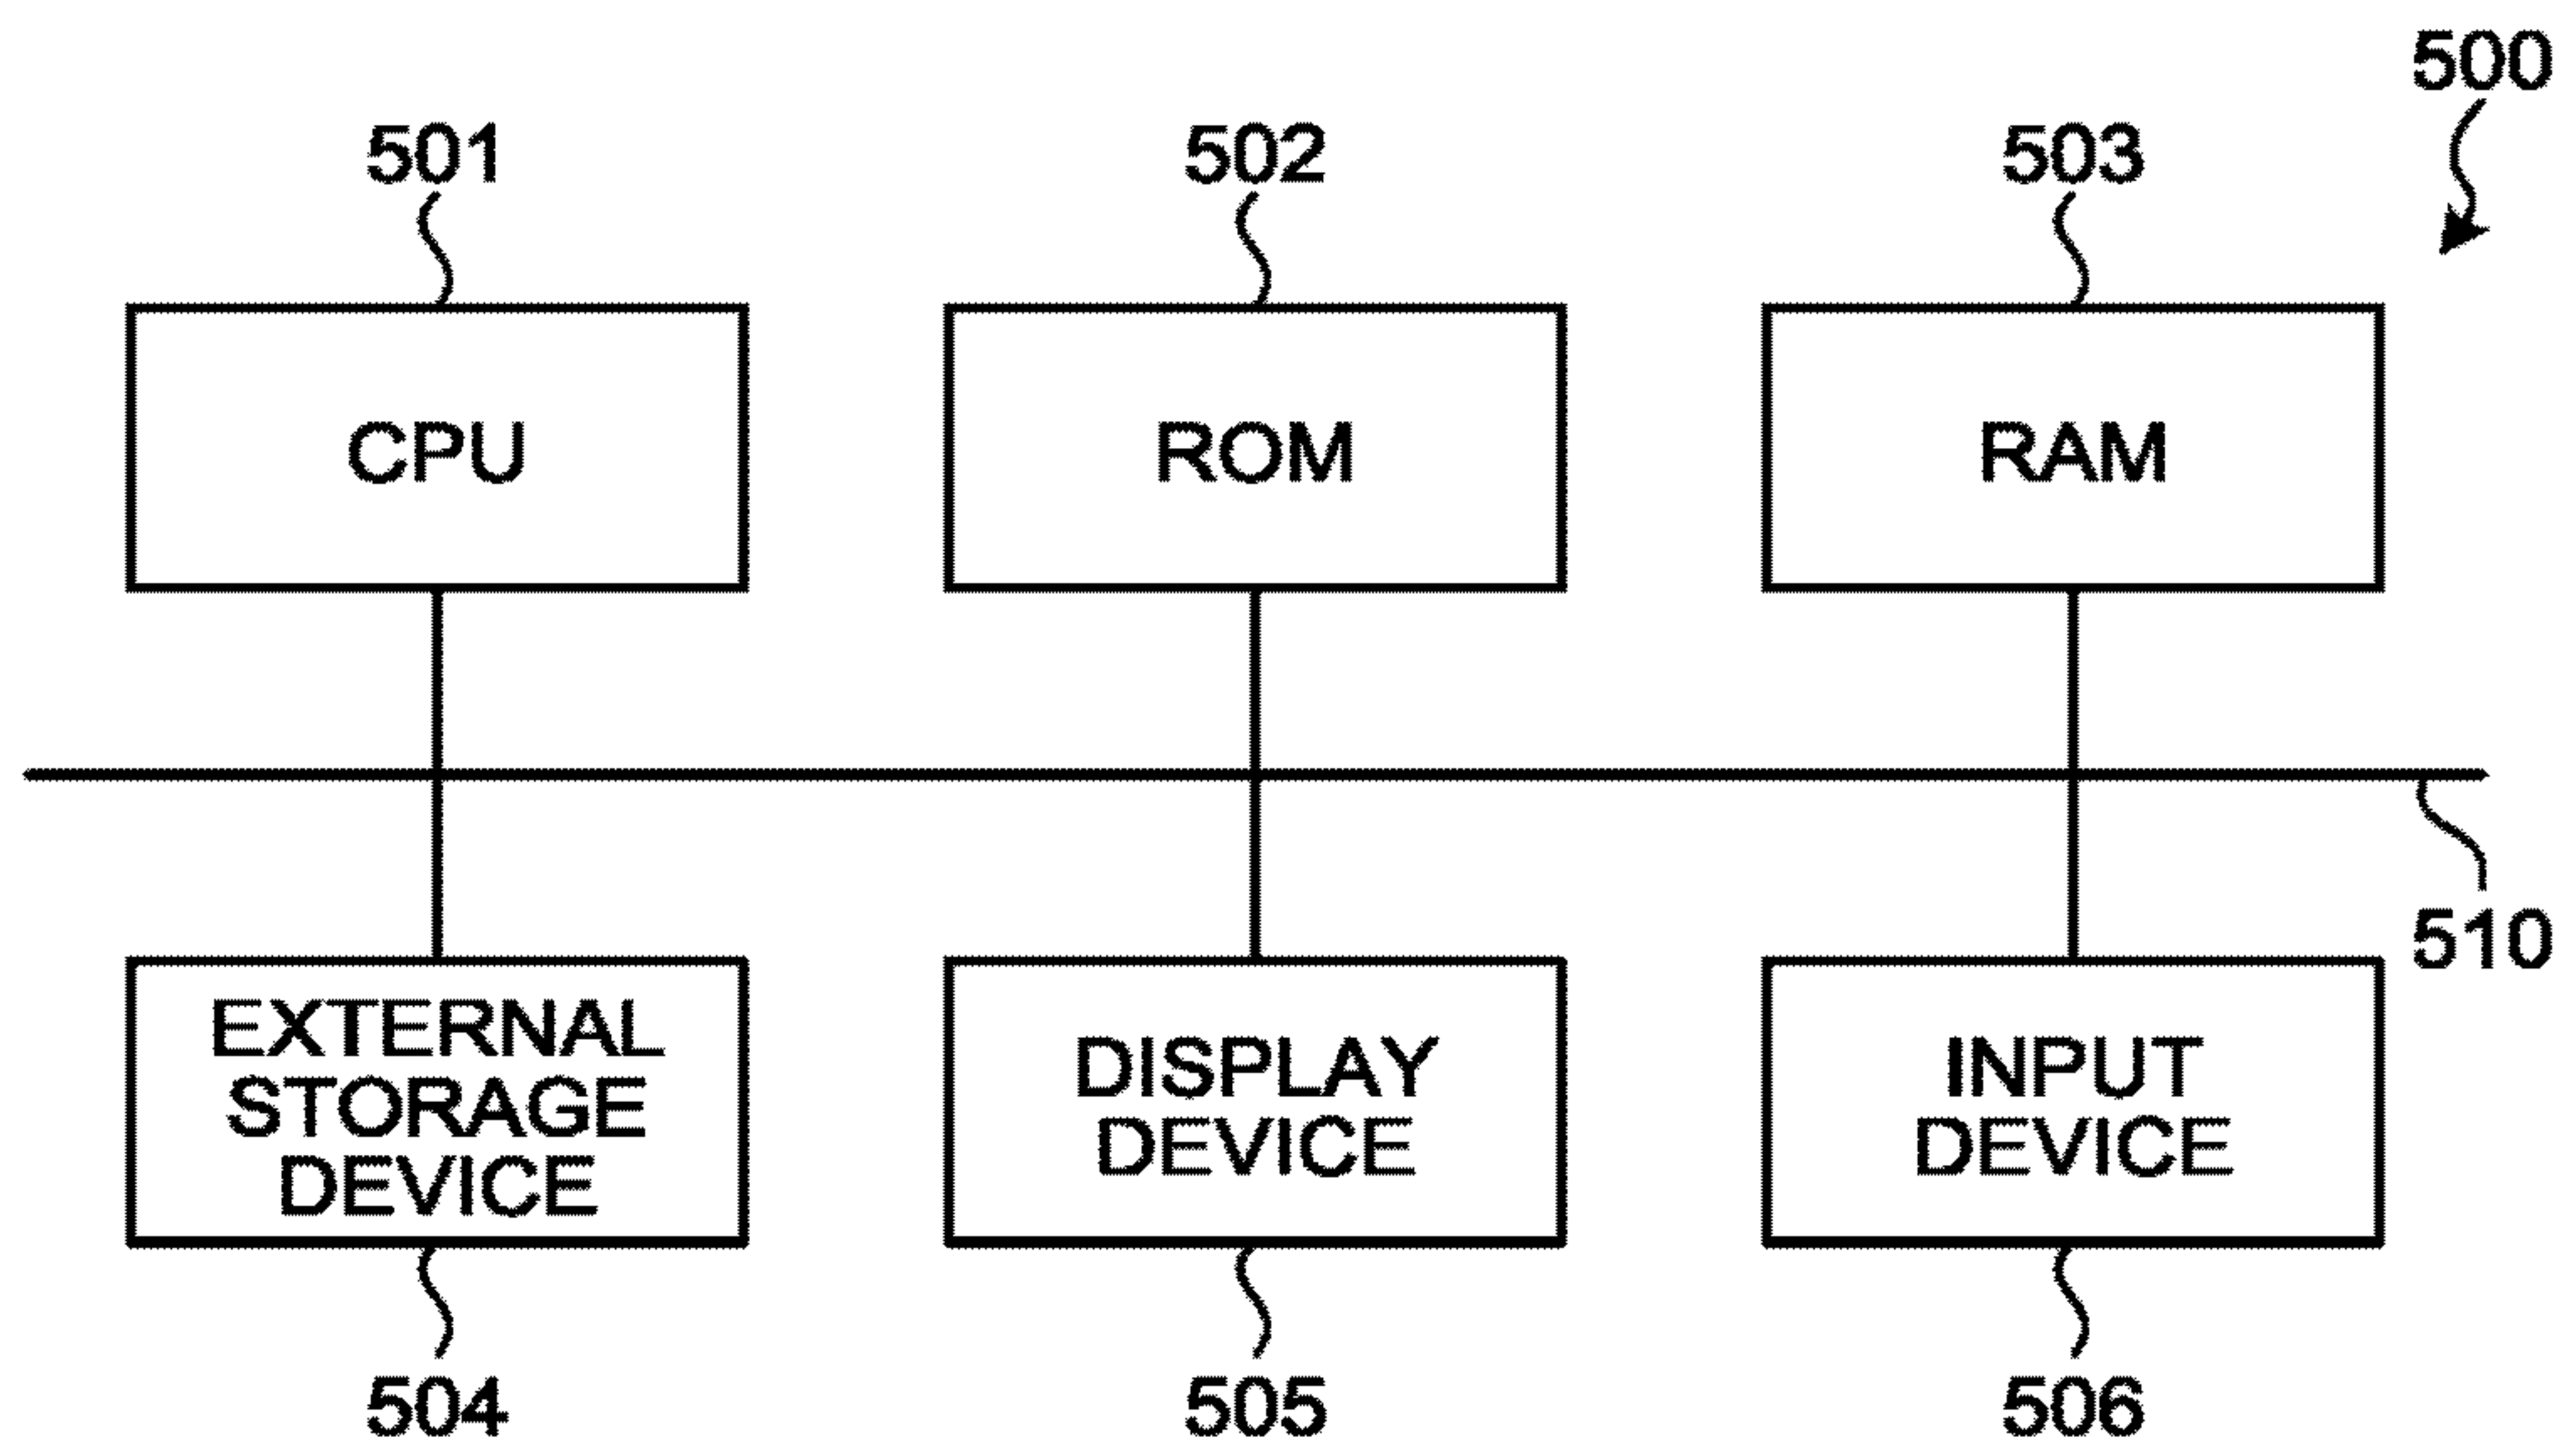 500
501
502
503
CPU
ROM
RAM
510
EXTERNAL
STORAGE
DEVICE
DISPLAY
DEVICE
INPUT
DEVICE
504
505
506